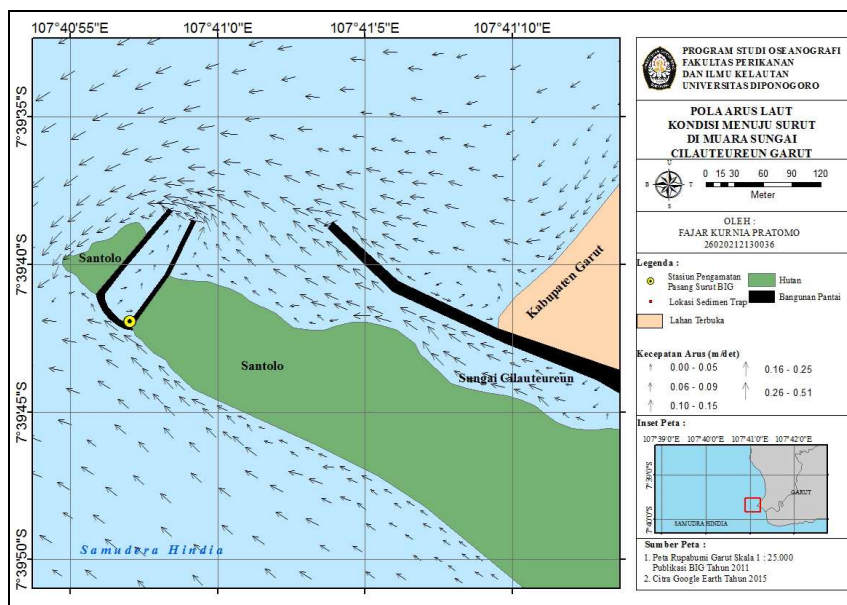 107°40'55"E 107°41'0"E 107°41'5"E 107°41'10"E
7°39'35"S
7°39'40"S
7°39'45"S
7°39'50"S
Santolo
Santolo
Kabupaten Garut
Sungai Cilauteureun
Samudera Hindia
PROGRAM STUDI OSEANOGRAFI
FAKULTAS PERIKANAN
DAN ILMU KELAUTAN
UNIVERSITAS DIPONOGORO
POLA ARUS LAUT
KONDISI MENUJU SURUT
DI MUARA SUNGAI
CILAUTEUREUN GARUT
U
B T
S
0 15 30 60 90 120
Meter
OLEH :
FAJAR KURNIA PRATOMO
26020212130036
Legenda :
Stasiun Pengamatan
Pasang Surut BIG
Lokasi Sedimen Trap
Lahan Terbuka
Hutan
Bangunan Pantai
Kecepatan Arus (m/det)
0.00 - 0.05
0.06 - 0.09
0.10 - 0.15
0.16 - 0.25
0.26 - 0.51
Inset Peta :
107°39'0"E 107°40'0"E 107°41'0"E 107°42'0"E
7°39'0"S
7°40'0"S
GARUT
SAMUDRA HINDIA
Sumber Peta :
1. Peta Rupabumi Garut Skala 1 : 25.000
Publikasi BIG Tahun 2011
2. Citra Google Earth Tahun 2015